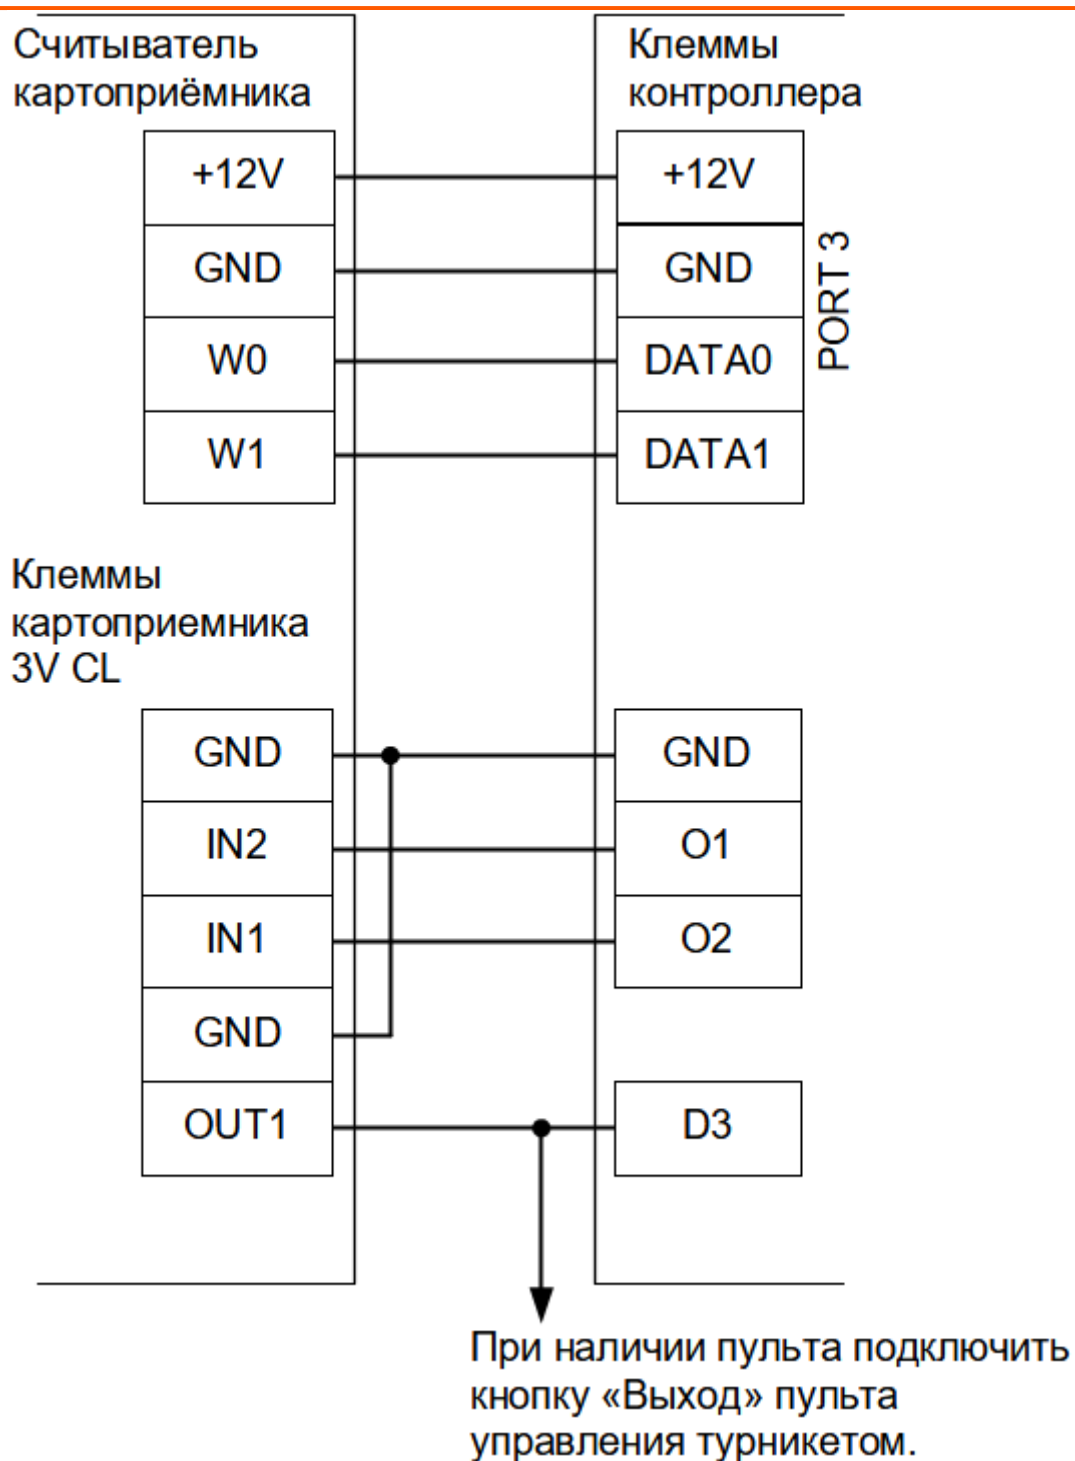 Считыватель
картоприёмника
Клеммы
контроллера
+12V
+12V
GND
GND
W0
DATA0
W1
DATA1
PORT 3
Клеммы
картоприемника
3V CL
GND
GND
IN2
O1
IN1
O2
GND
OUT1
D3
При наличии пульта подключить
кнопку «Выход» пульта
управления турникетом.